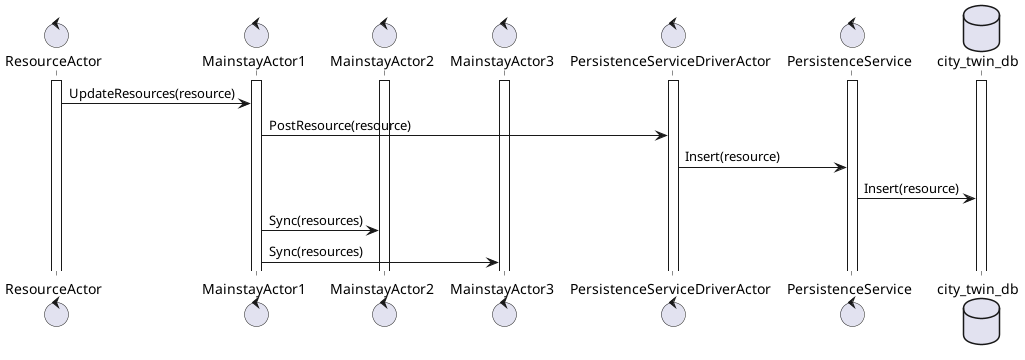 ResourceActor
MainstayActor1
MainstayActor2
MainstayActor3
PersistenceServiceDriverActor
PersistenceService
city_twin_db
UpdateResources(resource)
PostResource(resource)
Insert(resource)
Insert(resource)
Sync(resources)
Sync(resources)
ResourceActor
MainstayActor1
MainstayActor2
MainstayActor3
PersistenceServiceDriverActor
PersistenceService
city_twin_db